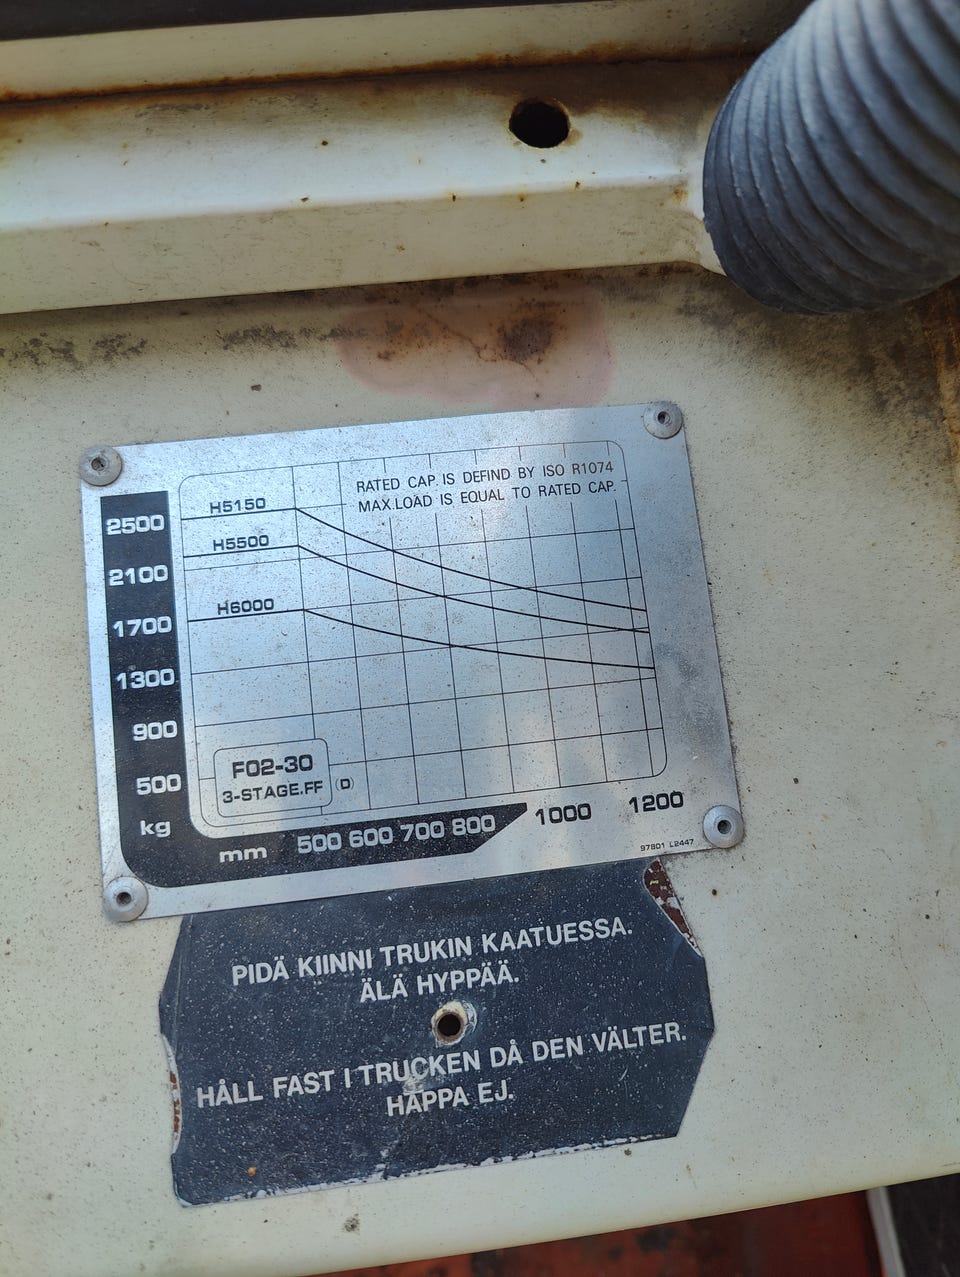 RATED CAP. IS DEFIND BY ISO R1074
MAX.LOAD IS EQUAL TO RATED CAP.
H5150
2500
H5500
2100
H6000
1700
1300
900
500
kg
F02-30
3-STAGE.FF (D)
mm 500 600 700 800 1000 1200
97801 L2447
PIDÄ KIINNI TRUKIN KAATUESSA.
ÄLÄ HYPPÄÄ.
HÅLL FAST I TRUCKEN DÅ DEN VÄLTER.
HAPPA EJ.